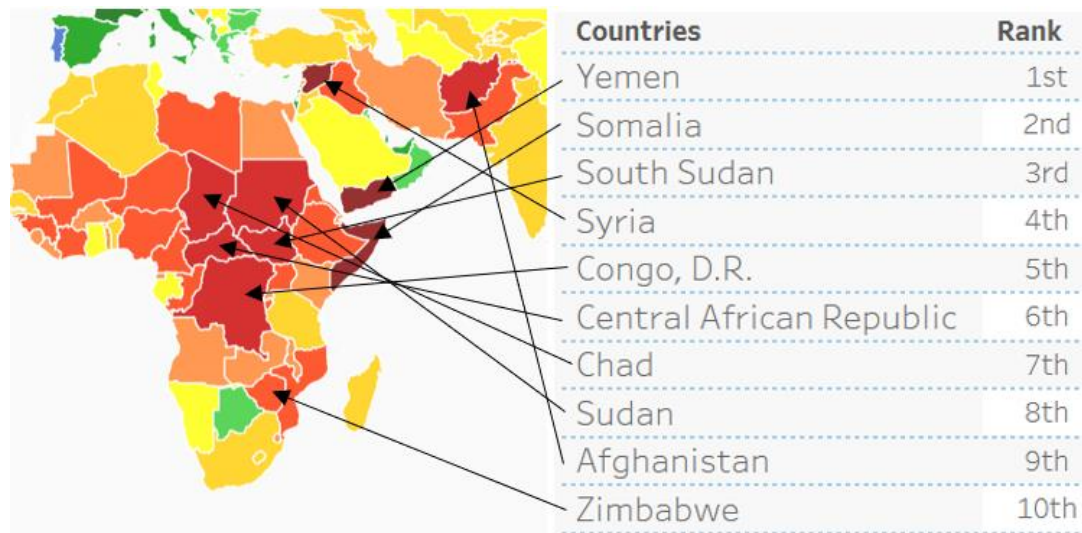 Countries Rank
Yemen 1st
Somalia 2nd
South Sudan 3rd
Syria 4th
Congo, D.R. 5th
Central African Republic 6th
Chad 7th
Sudan 8th
Afghanistan 9th
Zimbabwe 10th